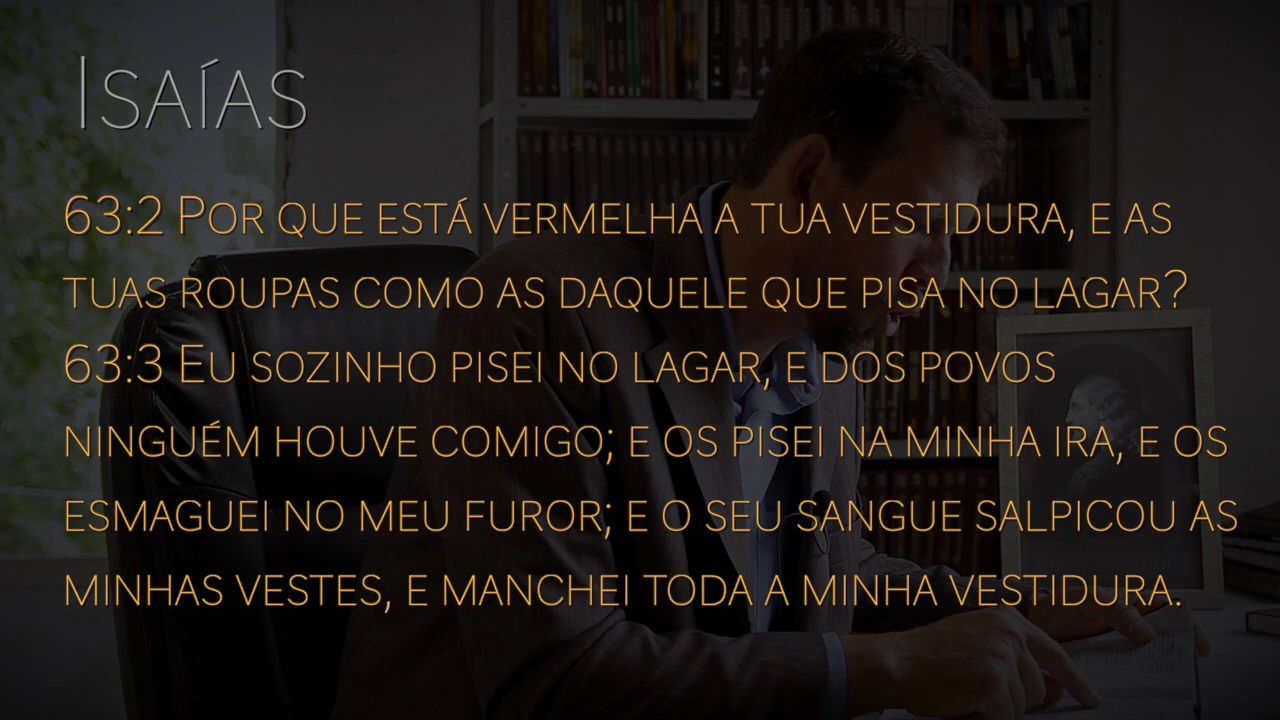 Isaías
63:2 Por que está vermelha a tua vestidura, e as
tuas roupas como as daquele que pisa no lagar?
63:3 Eu sozinho pisei no lagar, e dos povos
ninguém houve comigo; e os pisei na minha ira, e os
esmaguei no meu furor; e o seu sangue salpicou as
minhas vestes, e manchei toda a minha vestidura.